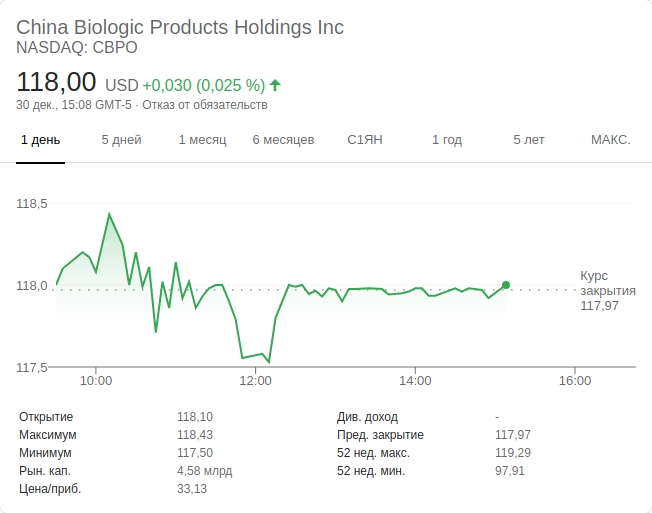 China Biologic Products Holdings Inc
NASDAQ: CBPO
118,00 USD +0,030 (0,025 %)
30 дек., 15:08 GMT-5 · Отказ от обязательств
1 день 5 дней 1 месяц 6 месяцев С1ЯН 1 год 5 лет МАКС.
118,5
118,0
117,5
Курс
закрытия
117,97
10:00 12:00 14:00 16:00
Открытие 118,10 Див. доход -
Максимум 118,43 Пред. закрытие 117,97
Минимум 117,50 52 нед. макс. 119,29
Рын. кап. 4,58 млрд 52 нед. мин. 97,91
Цена/приб. 33,13